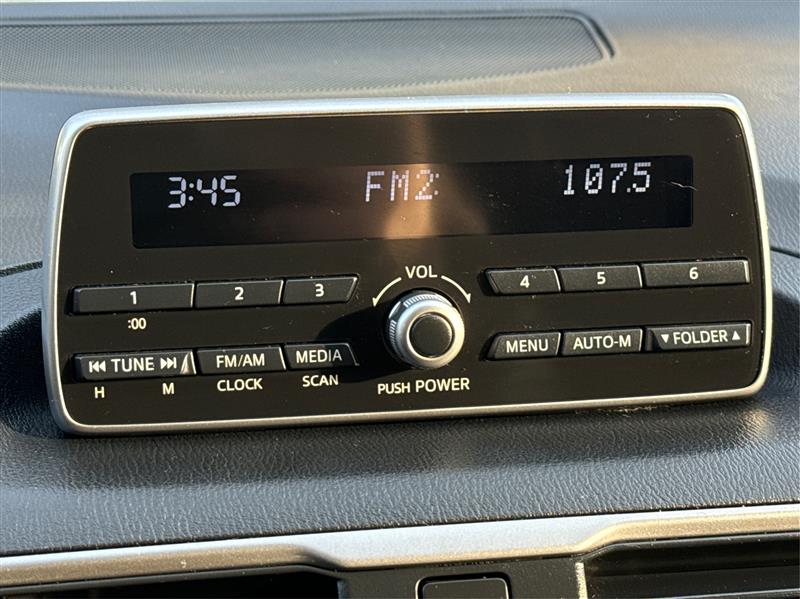 3:45 FM2: 107.5
VOL
1 2 3 4 5 6
:00
⏮ TUNE ⏭ FM/AM MEDIA MENU AUTO-M ▼ FOLDER ▲
H M CLOCK SCAN PUSH POWER